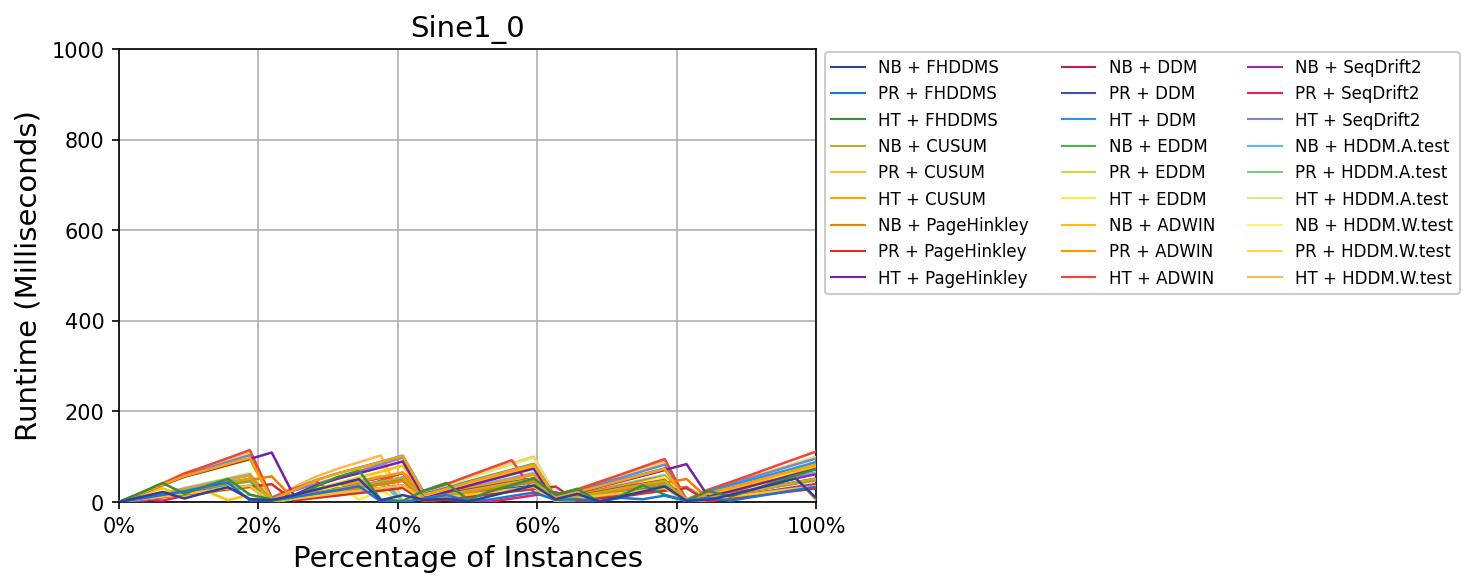 Sine1_0
1000
800
600
400
200
0
Runtime (Milliseconds)
0% 20% 40% 60% 80% 100%
Percentage of Instances
NB + FHDDMS
PR + FHDDMS
HT + FHDDMS
NB + CUSUM
PR + CUSUM
HT + CUSUM
NB + PageHinkley
PR + PageHinkley
HT + PageHinkley
NB + DDM
PR + DDM
HT + DDM
NB + EDDM
PR + EDDM
HT + EDDM
NB + ADWIN
PR + ADWIN
HT + ADWIN
NB + SeqDrift2
PR + SeqDrift2
HT + SeqDrift2
NB + HDDM.A.test
PR + HDDM.A.test
HT + HDDM.A.test
NB + HDDM.W.test
PR + HDDM.W.test
HT + HDDM.W.test